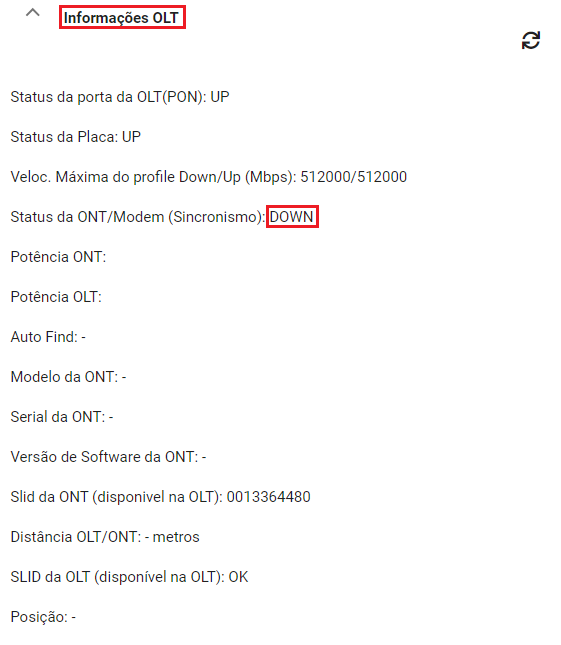 Informações OLT
Status da porta da OLT(PON): UP
Status da Placa: UP
Veloc. Máxima do profile Down/Up (Mbps): 512000/512000
Status da ONT/Modem (Sincronismo): DOWN
Potência ONT:
Potência OLT:
Auto Find: -
Modelo da ONT: -
Serial da ONT: -
Versão de Software da ONT: -
Slid da ONT (disponivel na OLT): 0013364480
Distância OLT/ONT: - metros
SLID da OLT (disponível na OLT): OK
Posição: -